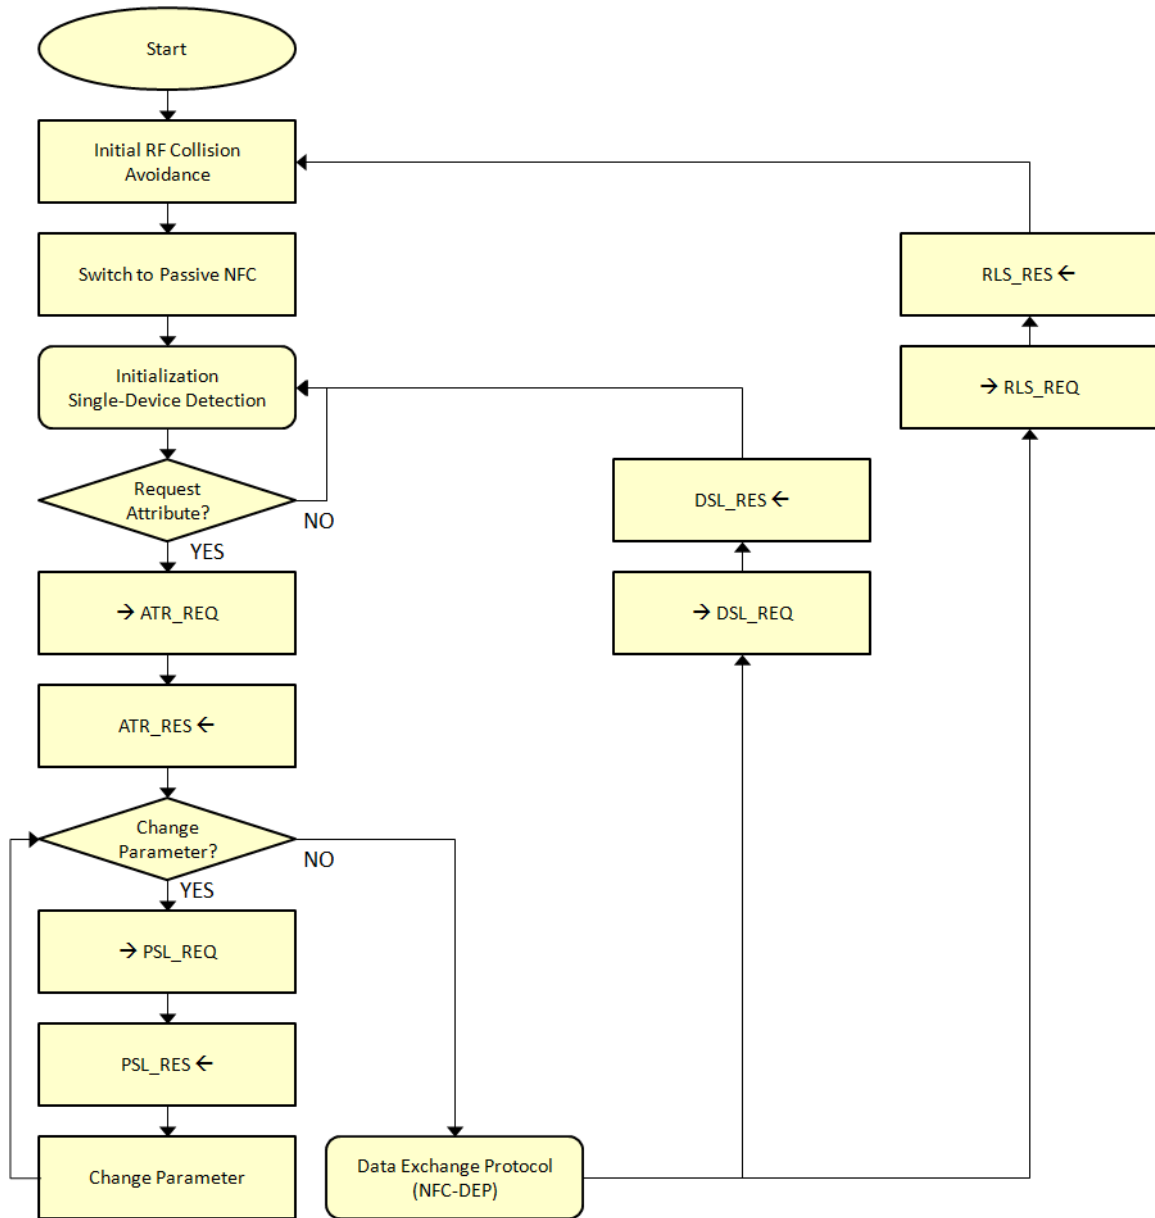 Start
Initial RF Collision
Avoidance
Switch to Passive NFC
RLS_RES ←
Initialization
Single-Device Detection
→ RLS_REQ
Request
Attribute?
NO
DSL_RES ←
YES
→ ATR_REQ
→ DSL_REQ
ATR_RES ←
Change
Parameter?
NO
YES
→ PSL_REQ
PSL_RES ←
Change Parameter
Data Exchange Protocol
(NFC-DEP)